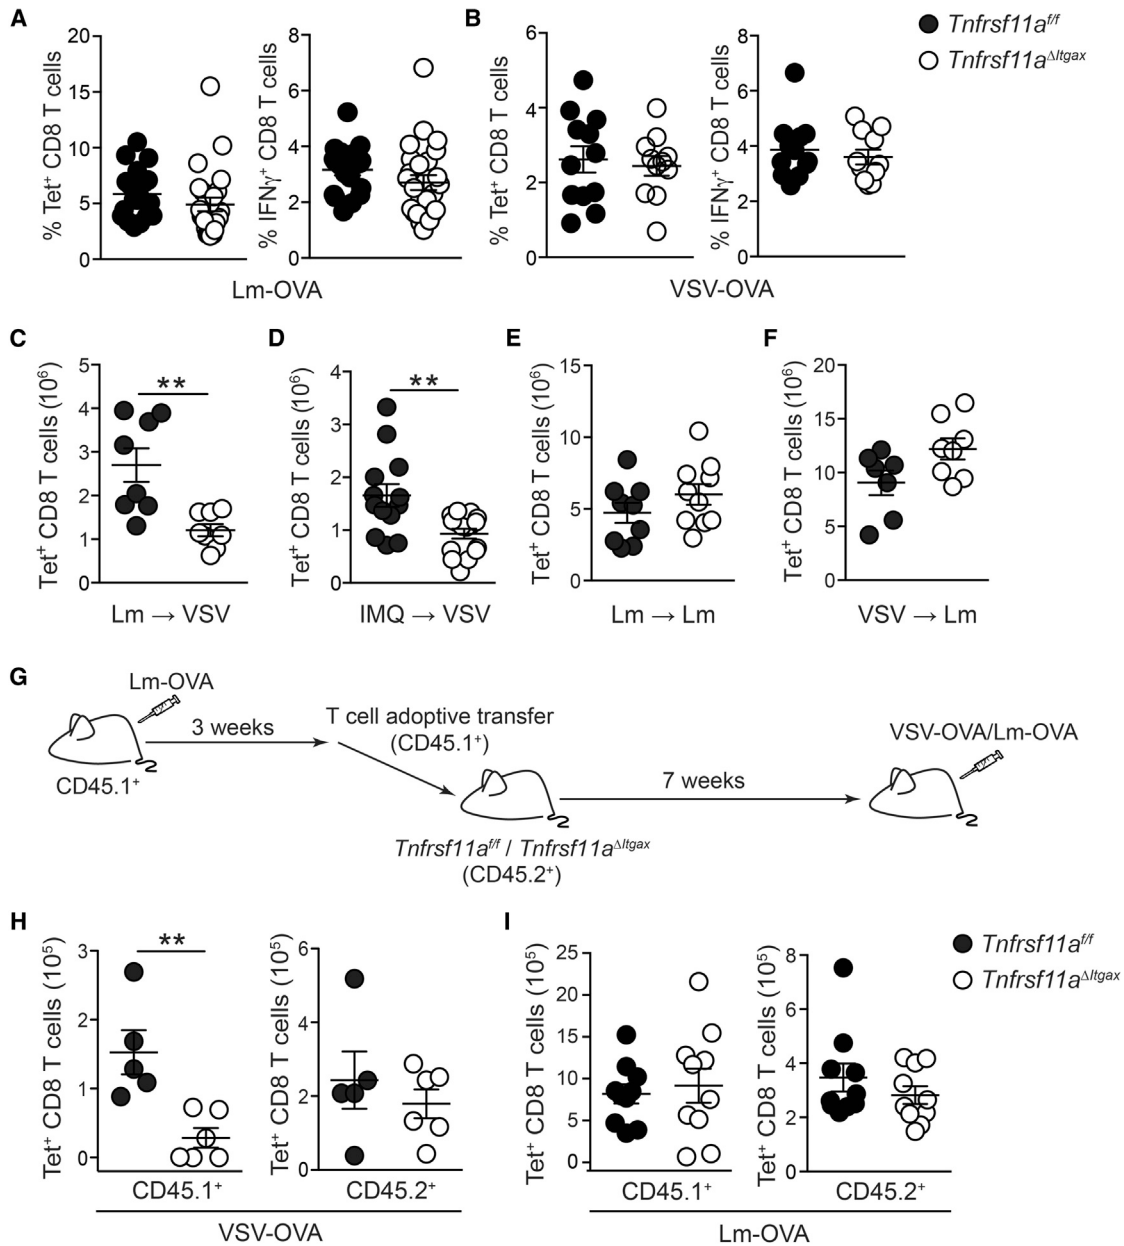 A
B
Tnfrsf11a^f/f
Tnfrsf11a^ΔItgax
% Tet⁺ CD8 T cells
20
15
10
5
0
% IFNγ⁺ CD8 T cells
8
6
4
2
0
Lm-OVA
% Tet⁺ CD8 T cells
6
4
2
0
% IFNγ⁺ CD8 T cells
8
6
4
2
0
VSV-OVA
C
Tet⁺ CD8 T cells (10⁶)
5
4
3
2
1
0
**
Lm → VSV
D
Tet⁺ CD8 T cells (10⁶)
4
3
2
1
0
**
IMQ → VSV
E
Tet⁺ CD8 T cells (10⁶)
15
10
5
0
Lm → Lm
F
Tet⁺ CD8 T cells (10⁶)
20
15
10
5
0
VSV → Lm
G
Lm-OVA
CD45.1⁺
3 weeks
T cell adoptive transfer
(CD45.1⁺)
Tnfrsf11a^f/f / Tnfrsf11a^ΔItgax
(CD45.2⁺)
7 weeks
VSV-OVA/Lm-OVA
H
Tet⁺ CD8 T cells (10⁵)
3
2
1
0
**
CD45.1⁺
Tet⁺ CD8 T cells (10⁵)
6
4
2
0
CD45.2⁺
VSV-OVA
I
Tet⁺ CD8 T cells (10⁵)
25
20
15
10
5
0
CD45.1⁺
Tet⁺ CD8 T cells (10⁵)
8
6
4
2
0
CD45.2⁺
Lm-OVA
Tnfrsf11a^f/f
Tnfrsf11a^ΔItgax